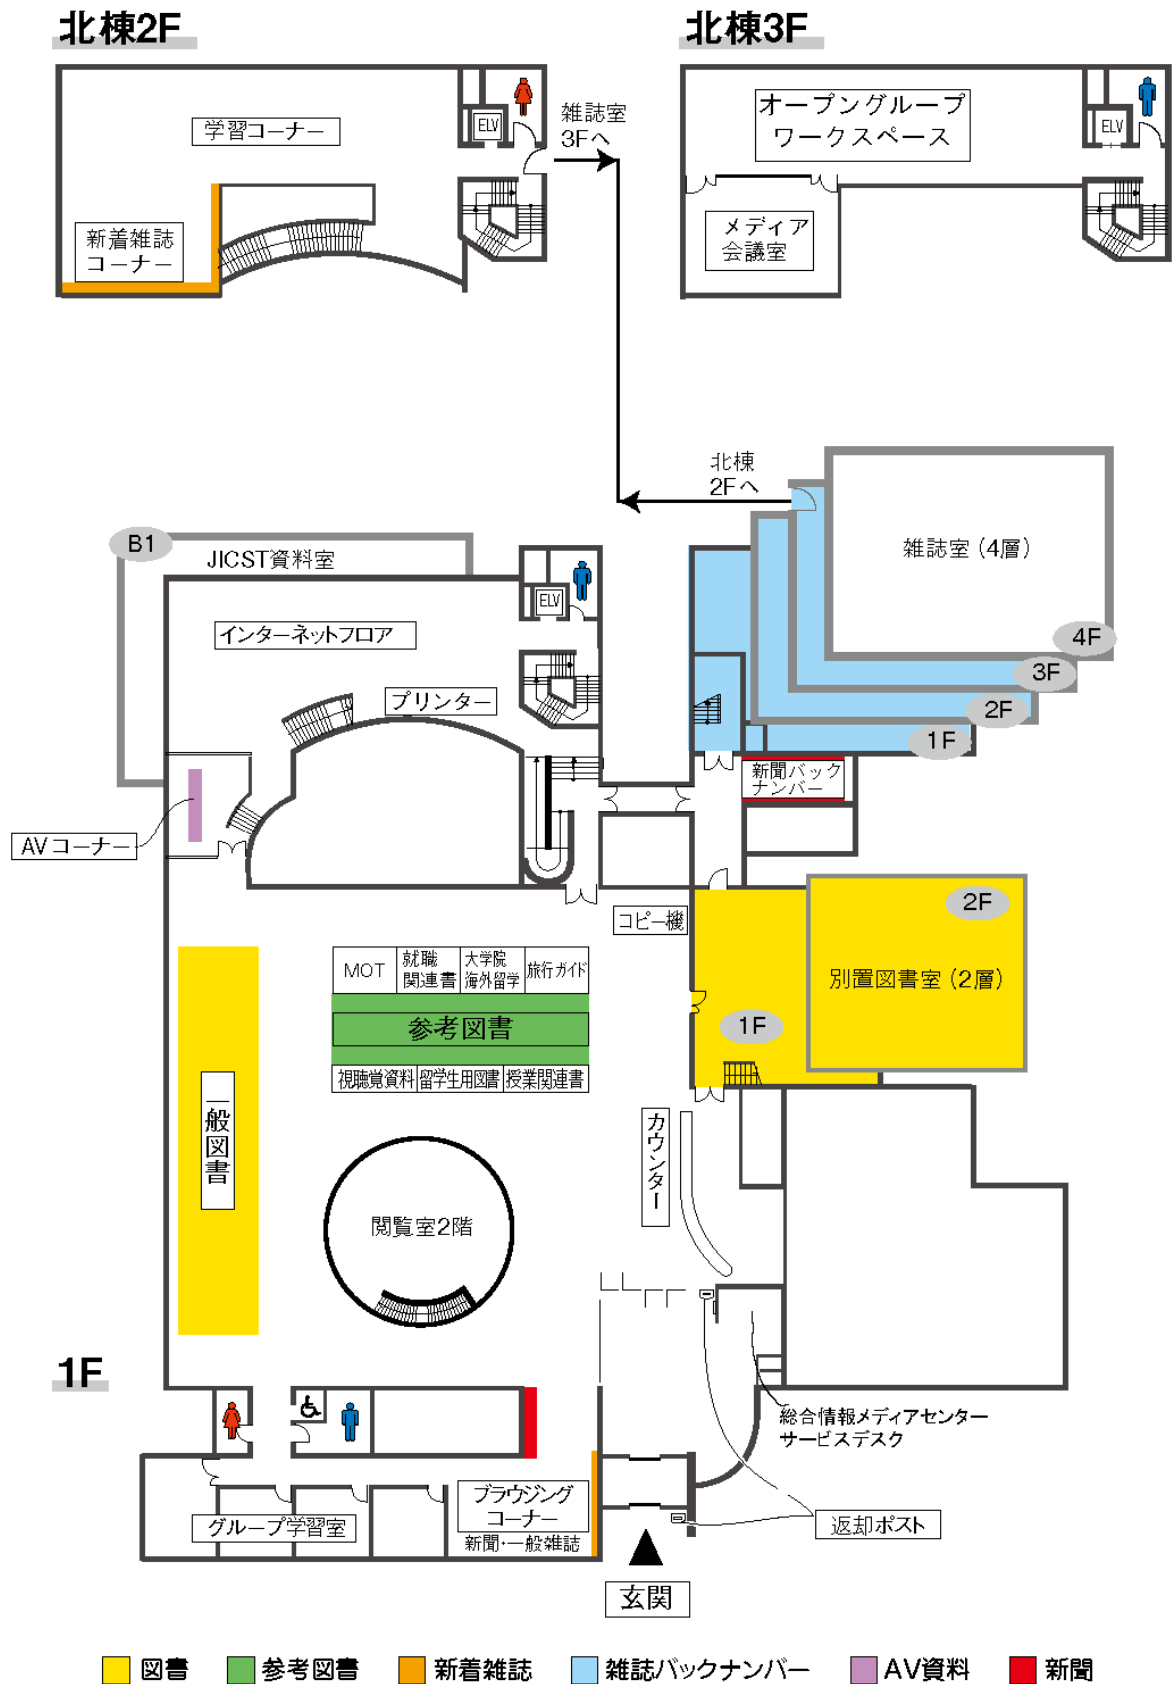 北棟2F
北棟3F
学習コーナー
ELV
雑誌室
3Fへ
新着雑誌
コーナー
オープングループ
ワークスペース
ELV
メディア
会議室
北棟
2Fへ
雑誌室(4層)
4F
3F
2F
1F
B1
JICST資料室
インターネットフロア
ELV
プリンター
新聞バック
ナンバー
AVコーナー
コピー機
MOT
就職
関連書
大学院
海外留学
旅行ガイド
参考図書
視聴覚資料
留学生用図書
授業関連書
2F
別置図書室(2層)
1F
一般図書
カウンター
閲覧室2階
1F
総合情報メディアセンター
サービスデスク
グループ学習室
ブラウジング
コーナー
新聞・一般雑誌
返却ポスト
玄関
図書
参考図書
新着雑誌
雑誌バックナンバー
AV資料
新聞